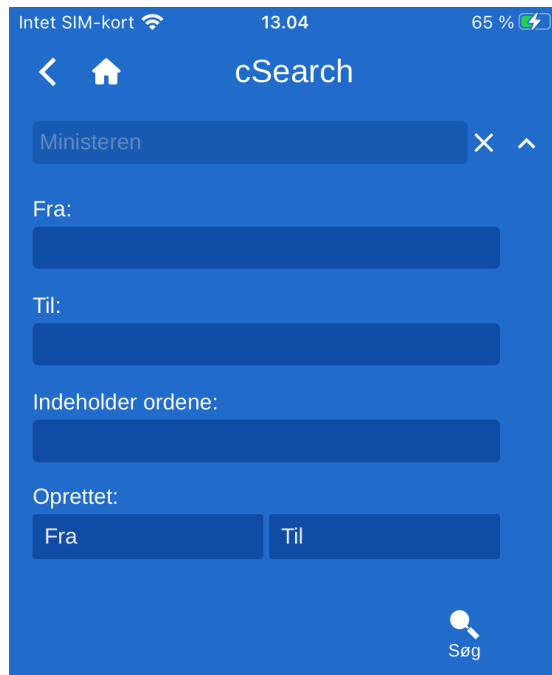 Intet SIM-kort 13.04 65 %
cSearch
Ministeren
Fra:
Til:
Indeholder ordene:
Oprettet:
Fra Til
Søg